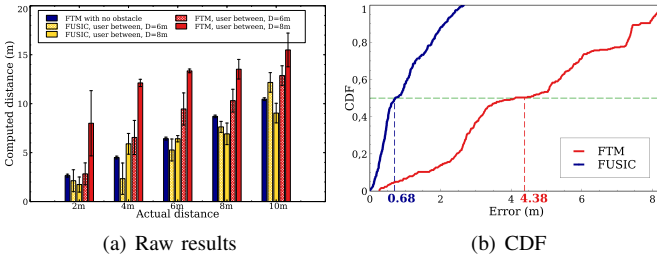 FTM with no obstacle
FUSIC, user between, D=6m
FUSIC, user between, D=8m
FTM, user between, D=6m
FTM, user between, D=8m
Computed distance (m)
20
15
10
5
0
2m
4m
6m
8m
10m
Actual distance
(a) Raw results
CDF
1
0,8
0,6
0,4
0,2
0
0
2
4
6
8
0.68
4.38
Error (m)
FTM
FUSIC
(b) CDF